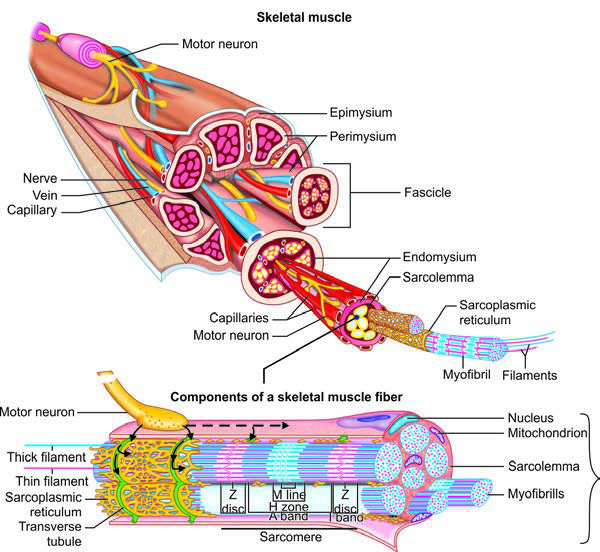 Skeletal muscle
Motor neuron
Epimysium
Perimysium
Nerve
Vein
Capillary
Fascicle
Endomysium
Sarcolemma
Capillaries
Motor neuron
Sarcoplasmic
reticulum
Myofibril
Filaments
Components of a skeletal muscle fiber
Motor neuron
Nucleus
Mitochondrion
Thick filament
Thin filament
Sarcolemma
Sarcoplasmic
reticulum
Myofibrills
Transverse
tubule
Z
disc
M line
H zone
A band
Z
disc
I band
Sarcomere